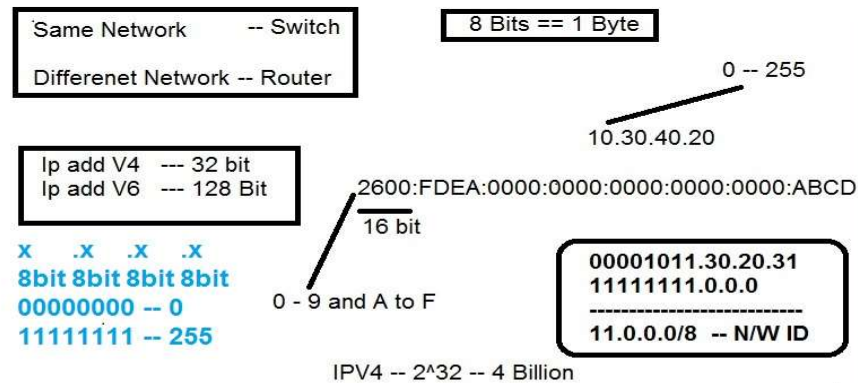 Same Network -- Switch
Differenet Network -- Router
8 Bits == 1 Byte
0 -- 255
10.30.40.20
Ip add V4 --- 32 bit
Ip add V6 --- 128 Bit
2600:FDEA:0000:0000:0000:0000:0000:ABCD
16 bit
0 - 9 and A to F
x .x .x .x
8bit 8bit 8bit 8bit
00000000 -- 0
11111111 -- 255
00001011.30.20.31
11111111.0.0.0
---------------------------
11.0.0.0/8 -- N/W ID
IPV4 -- 2^32 -- 4 Billion